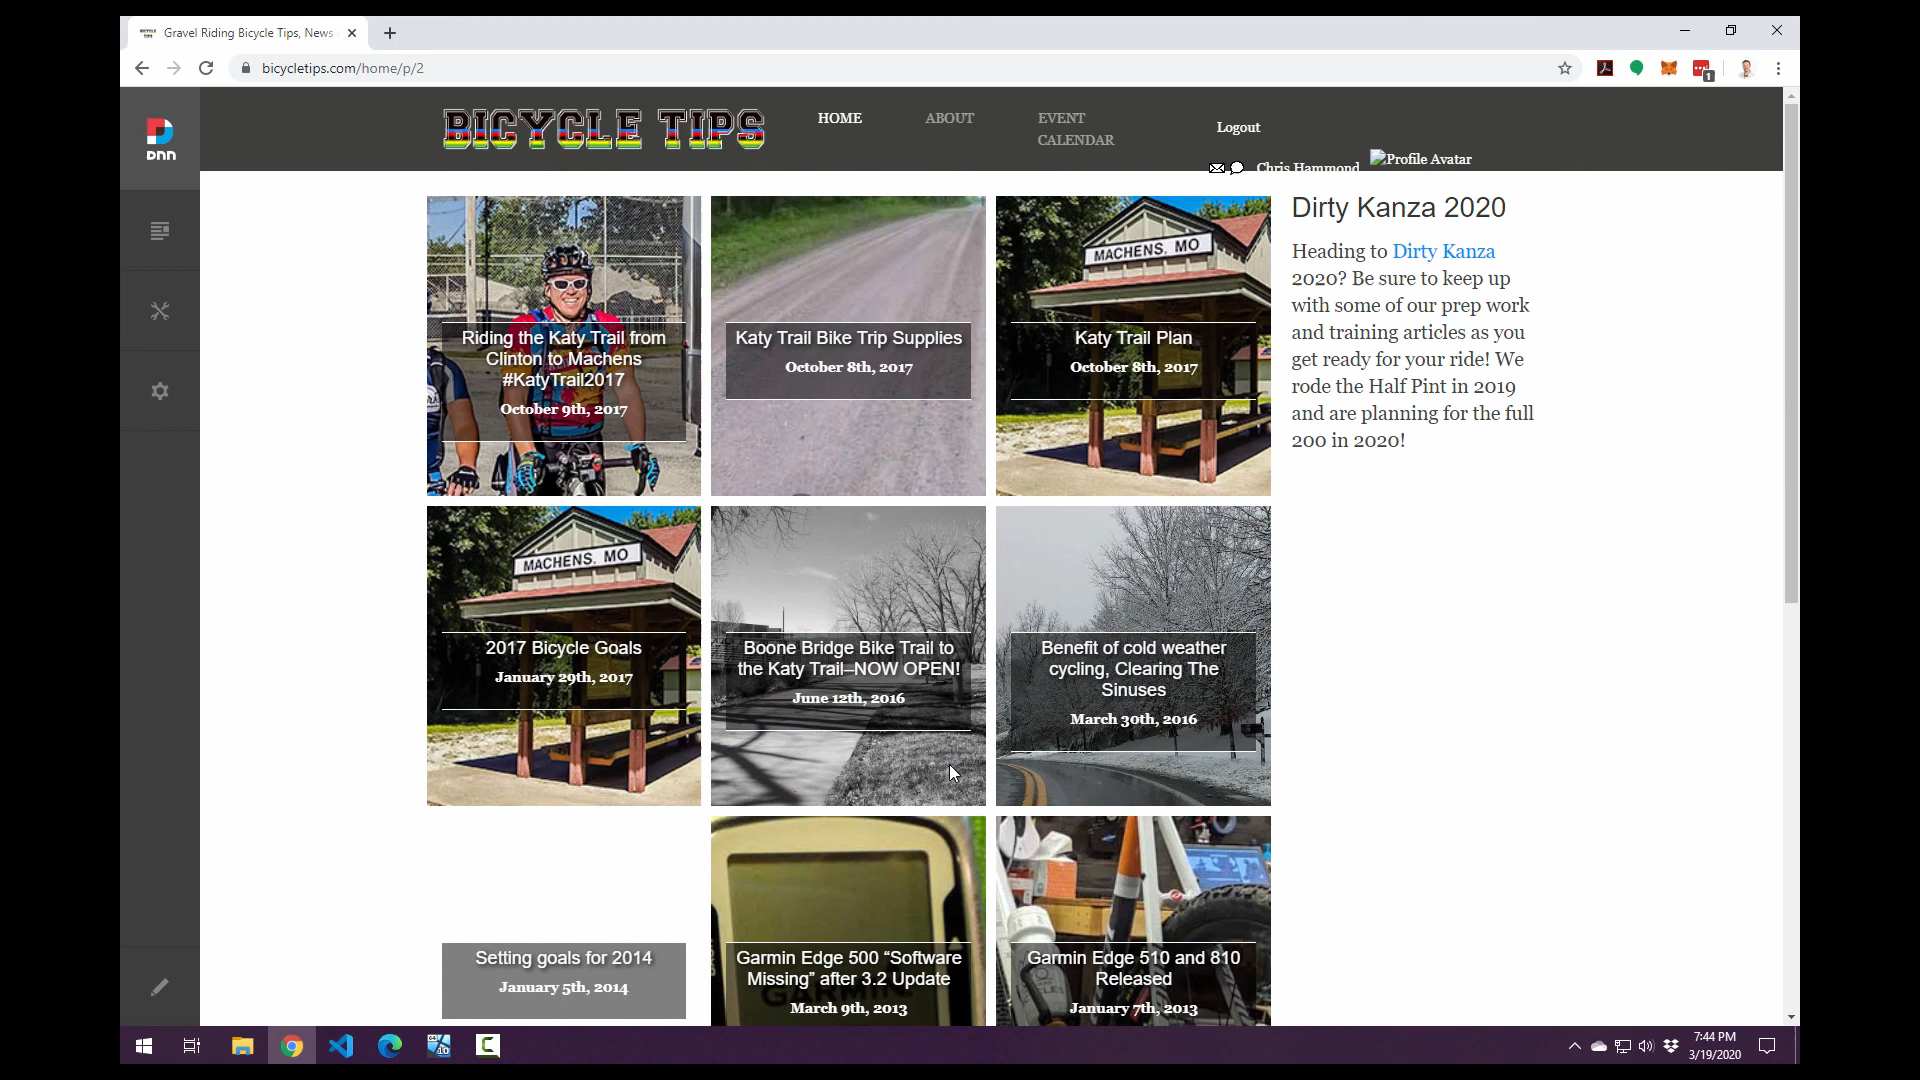 Gravel Riding Bicycle Tips, News
bicycletips.com/home/p/2
1
Dnn
BICYCLE TIPS
HOME
ABOUT
EVENT
CALENDAR
Logout
Chris Hammond
Profile Avatar
MACHENS, MO
Riding the Katy Trail from
Clinton to Machens
#KatyTrail2017
October 9th, 2017
Katy Trail Bike Trip Supplies
October 8th, 2017
Katy Trail Plan
October 8th, 2017
Dirty Kanza 2020
Heading to Dirty Kanza
2020? Be sure to keep up
with some of our prep work
and training articles as you
get ready for your ride! We
rode the Half Pint in 2019
and are planning for the full
200 in 2020!
MACHENS, MO
2017 Bicycle Goals
January 29th, 2017
Boone Bridge Bike Trail to
the Katy Trail–NOW OPEN!
June 12th, 2016
Benefit of cold weather
cycling, Clearing The
Sinuses
March 30th, 2016
Setting goals for 2014
January 5th, 2014
Garmin Edge 500 “Software
Missing” after 3.2 Update
March 9th, 2013
Garmin Edge 510 and 810
Released
January 7th, 2013
7:44 PM
3/19/2020